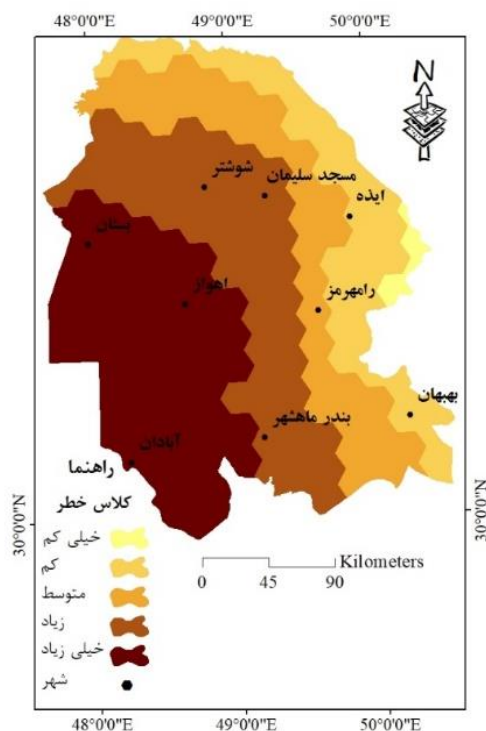 48°0'0"E 49°0'0"E 50°0'0"E
N
شوشتر
مسجد سلیمان
ایذه
بستان
اهواز
رامهرمز
بهبهان
بندر ماهشهر
آبادان
راهنما
کلاس خطر
خیلی کم
کم
متوسط
زیاد
خیلی زیاد
شهر
Kilometers
0 45 90
30°0'0"N
30°0'0"N
48°0'0"E 49°0'0"E 50°0'0"E